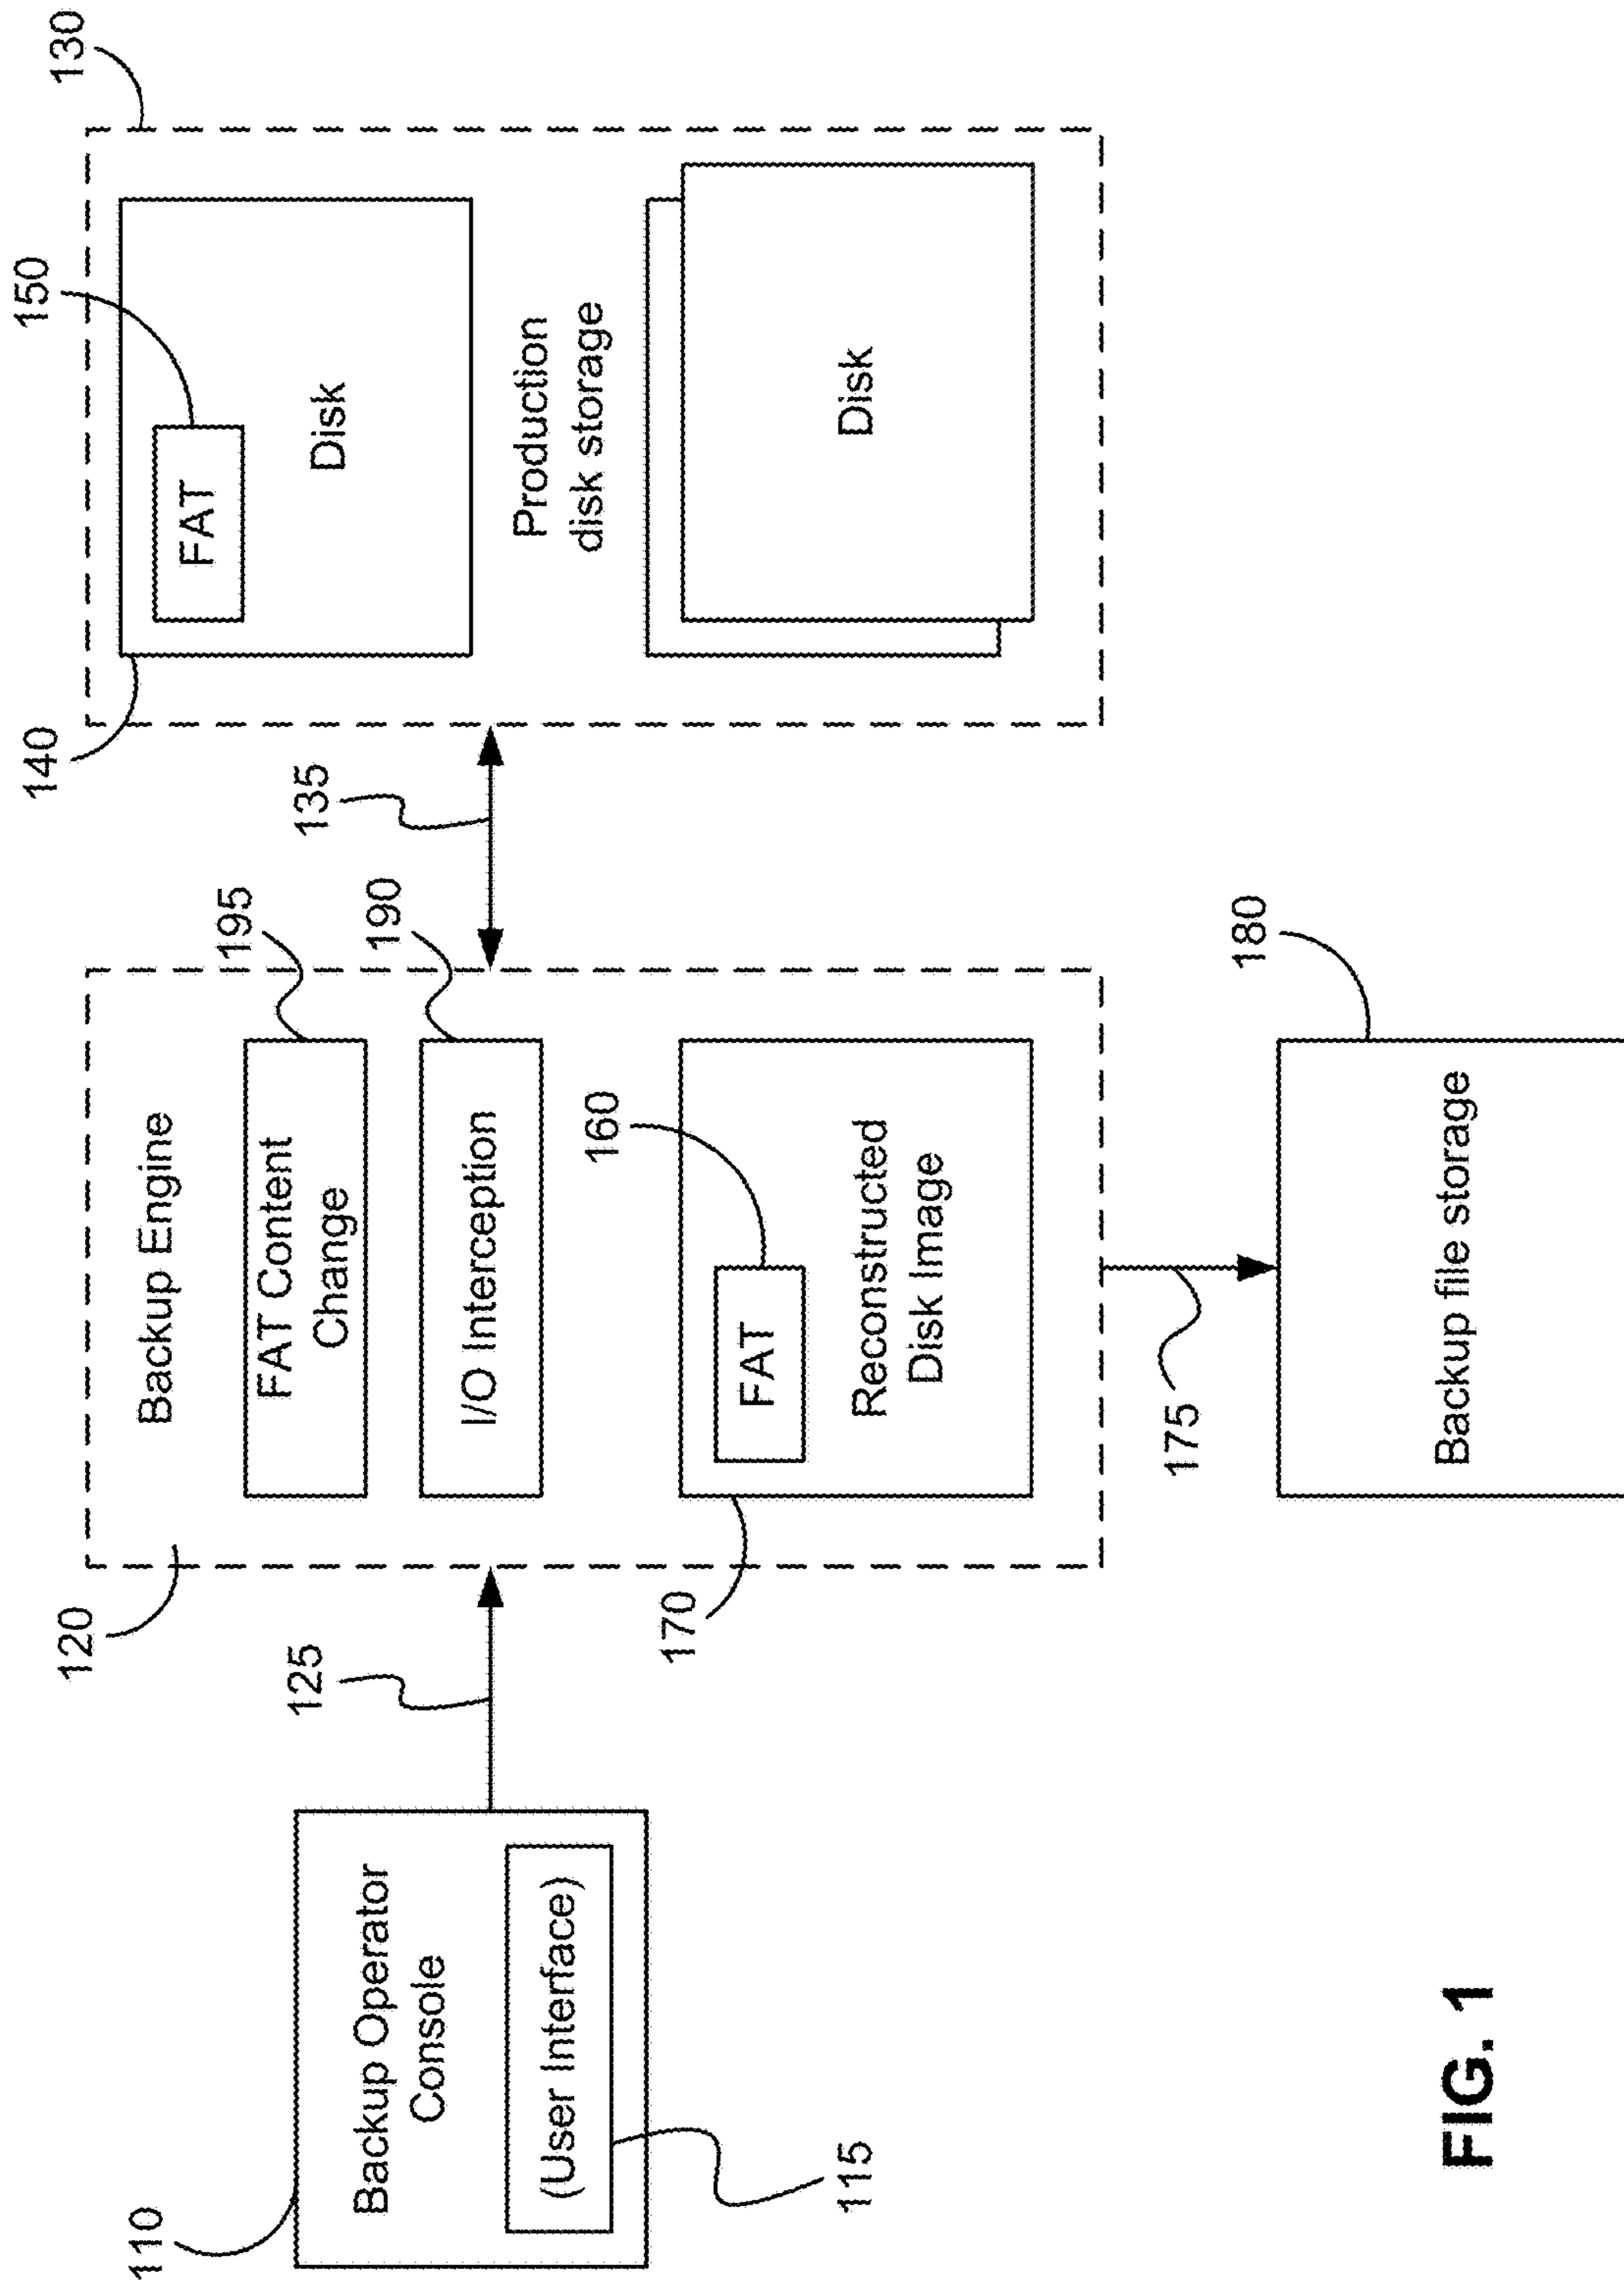 110
Backup Operator
Console
(User Interface)
115
125
120
Backup Engine
FAT Content
Change
195
I/O Interception
190
160
FAT
Reconstructed
Disk Image
170
135
130
140
150
FAT
Disk
Production
disk storage
Disk
175
180
Backup file storage
FIG. 1